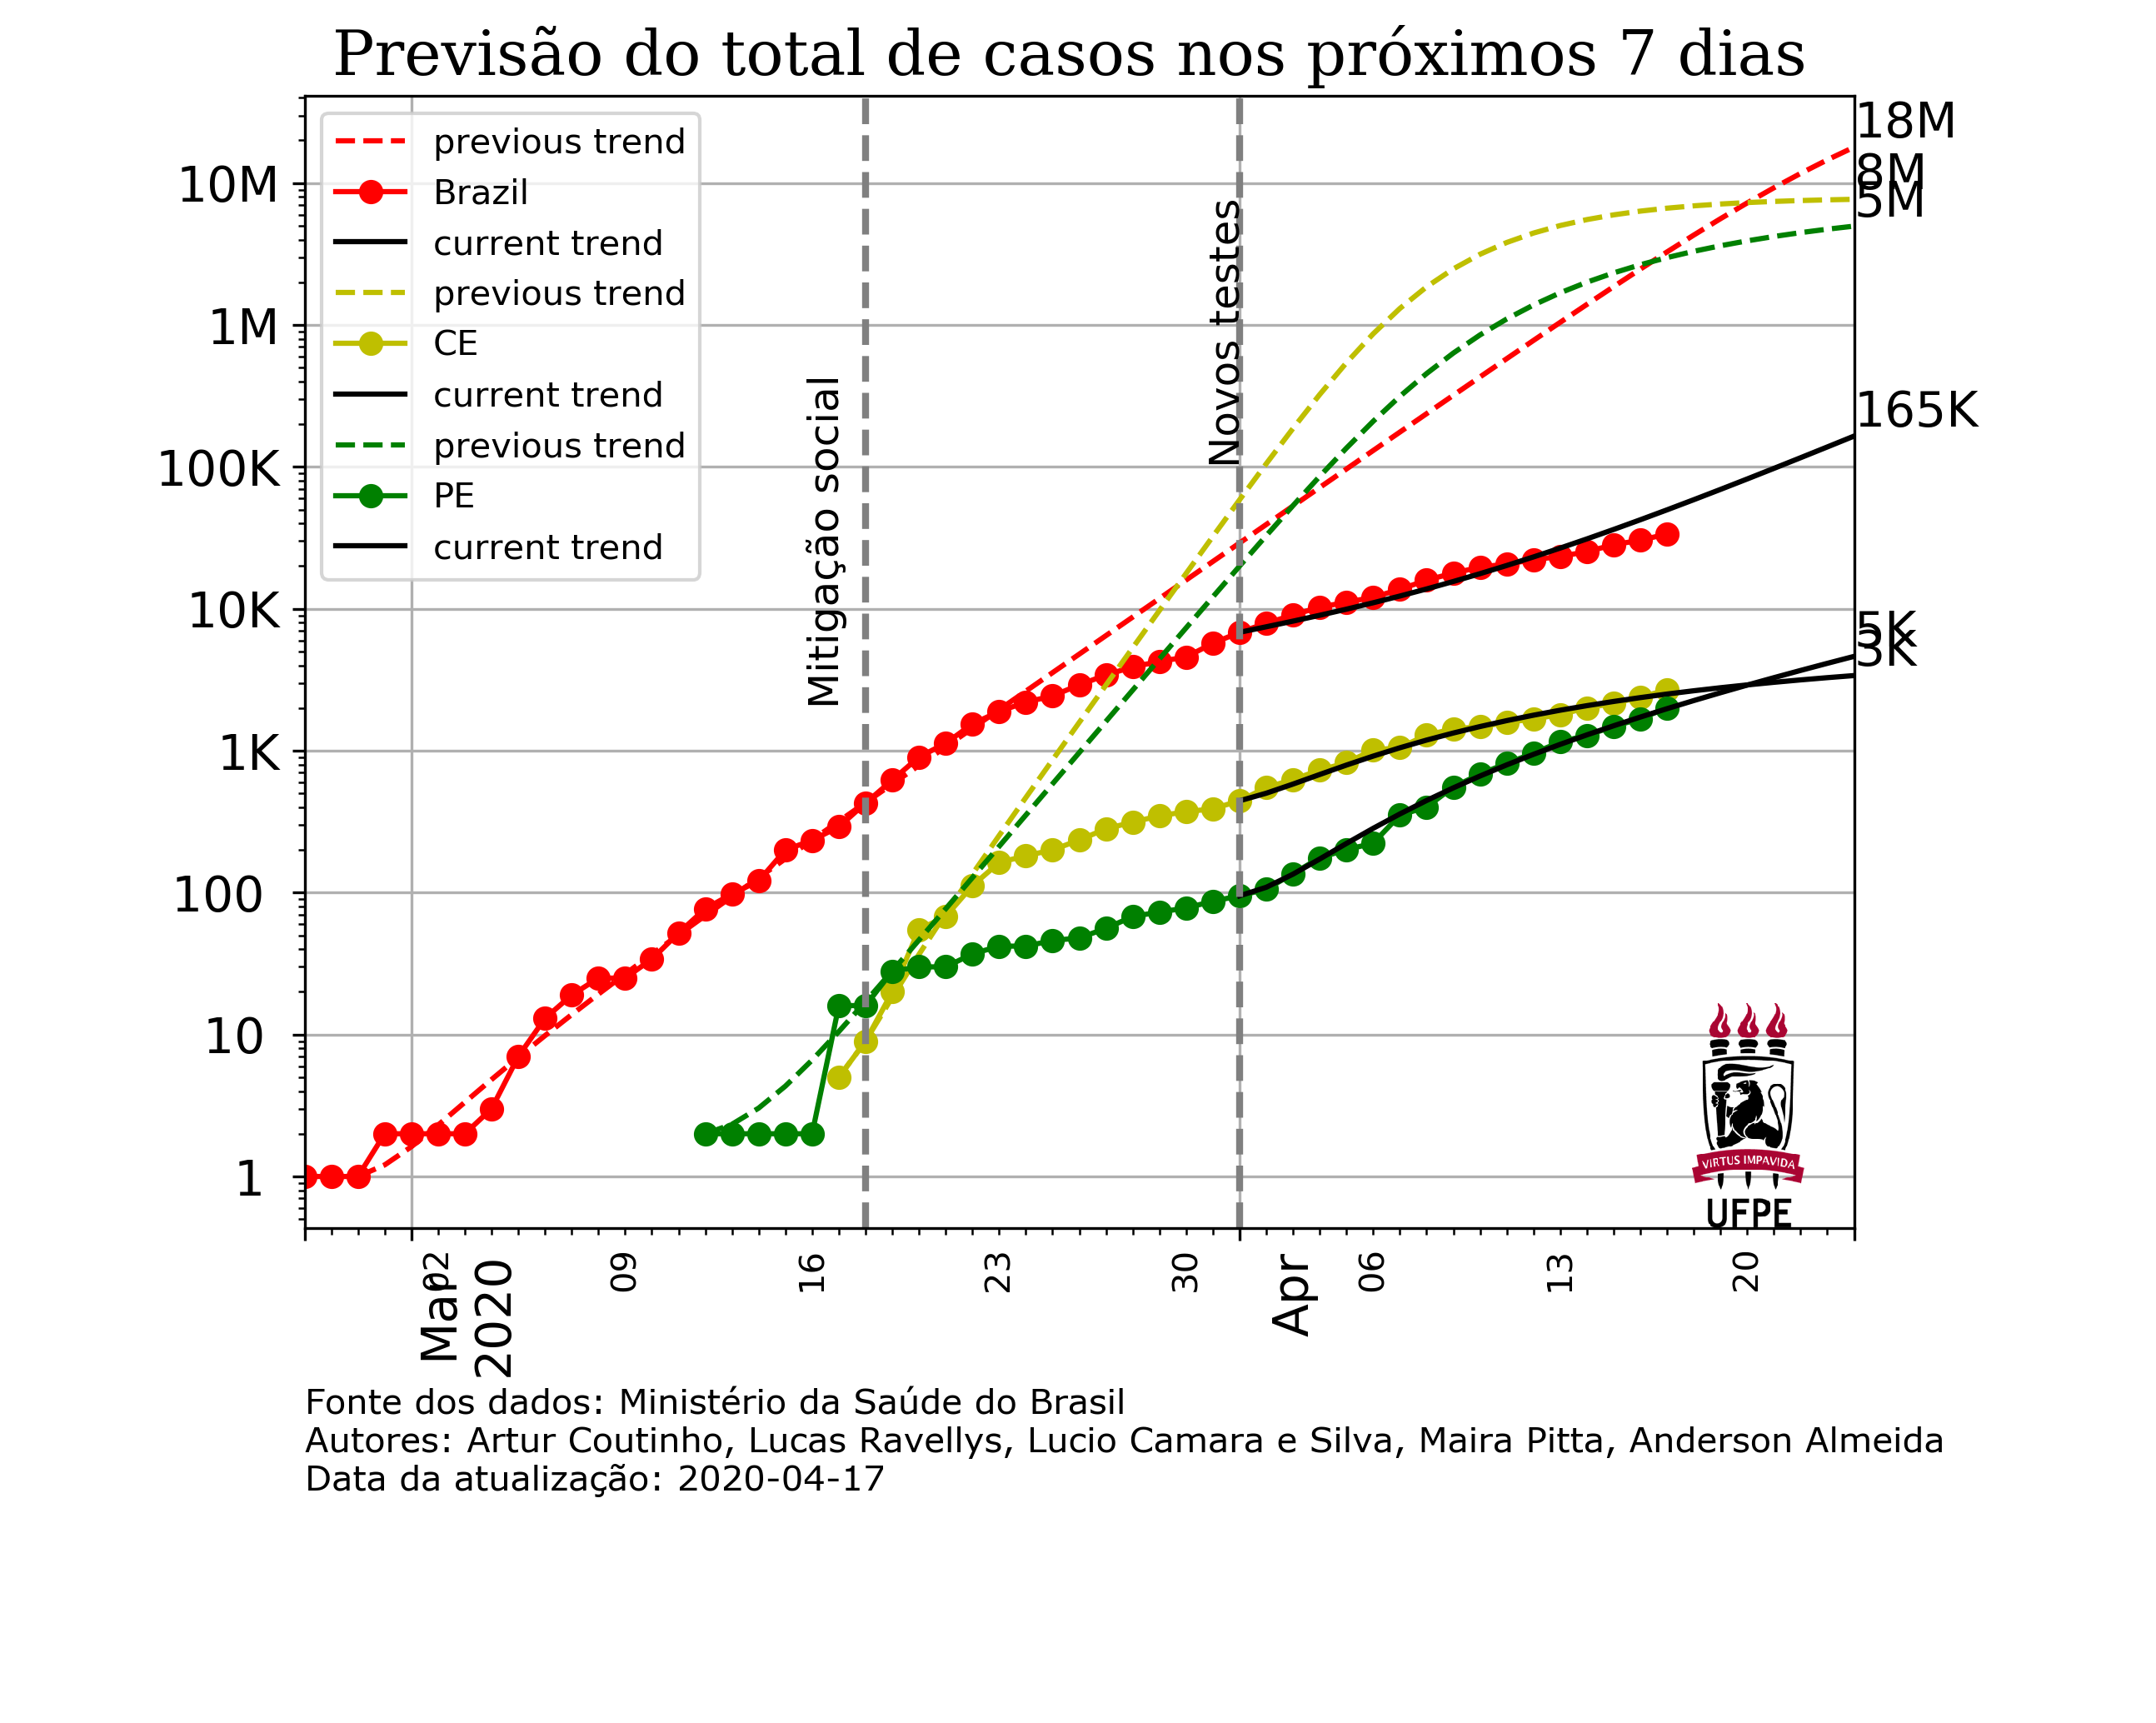 Previsão do total de casos nos próximos 7 dias
previous trend
Brazil
current trend
previous trend
CE
current trend
previous trend
PE
current trend
10M
1M
100K
10K
1K
100
10
1
Mitigação social
Novos testes
18M
8M
5M
165K
5K
3K
VIRTUS IMPAVIDA
UFPE
02
09
16
23
30
06
13
20
Mar
2020
Apr
Fonte dos dados: Ministério da Saúde do Brasil
Autores: Artur Coutinho, Lucas Ravellys, Lucio Camara e Silva, Maira Pitta, Anderson Almeida
Data da atualização: 2020-04-17